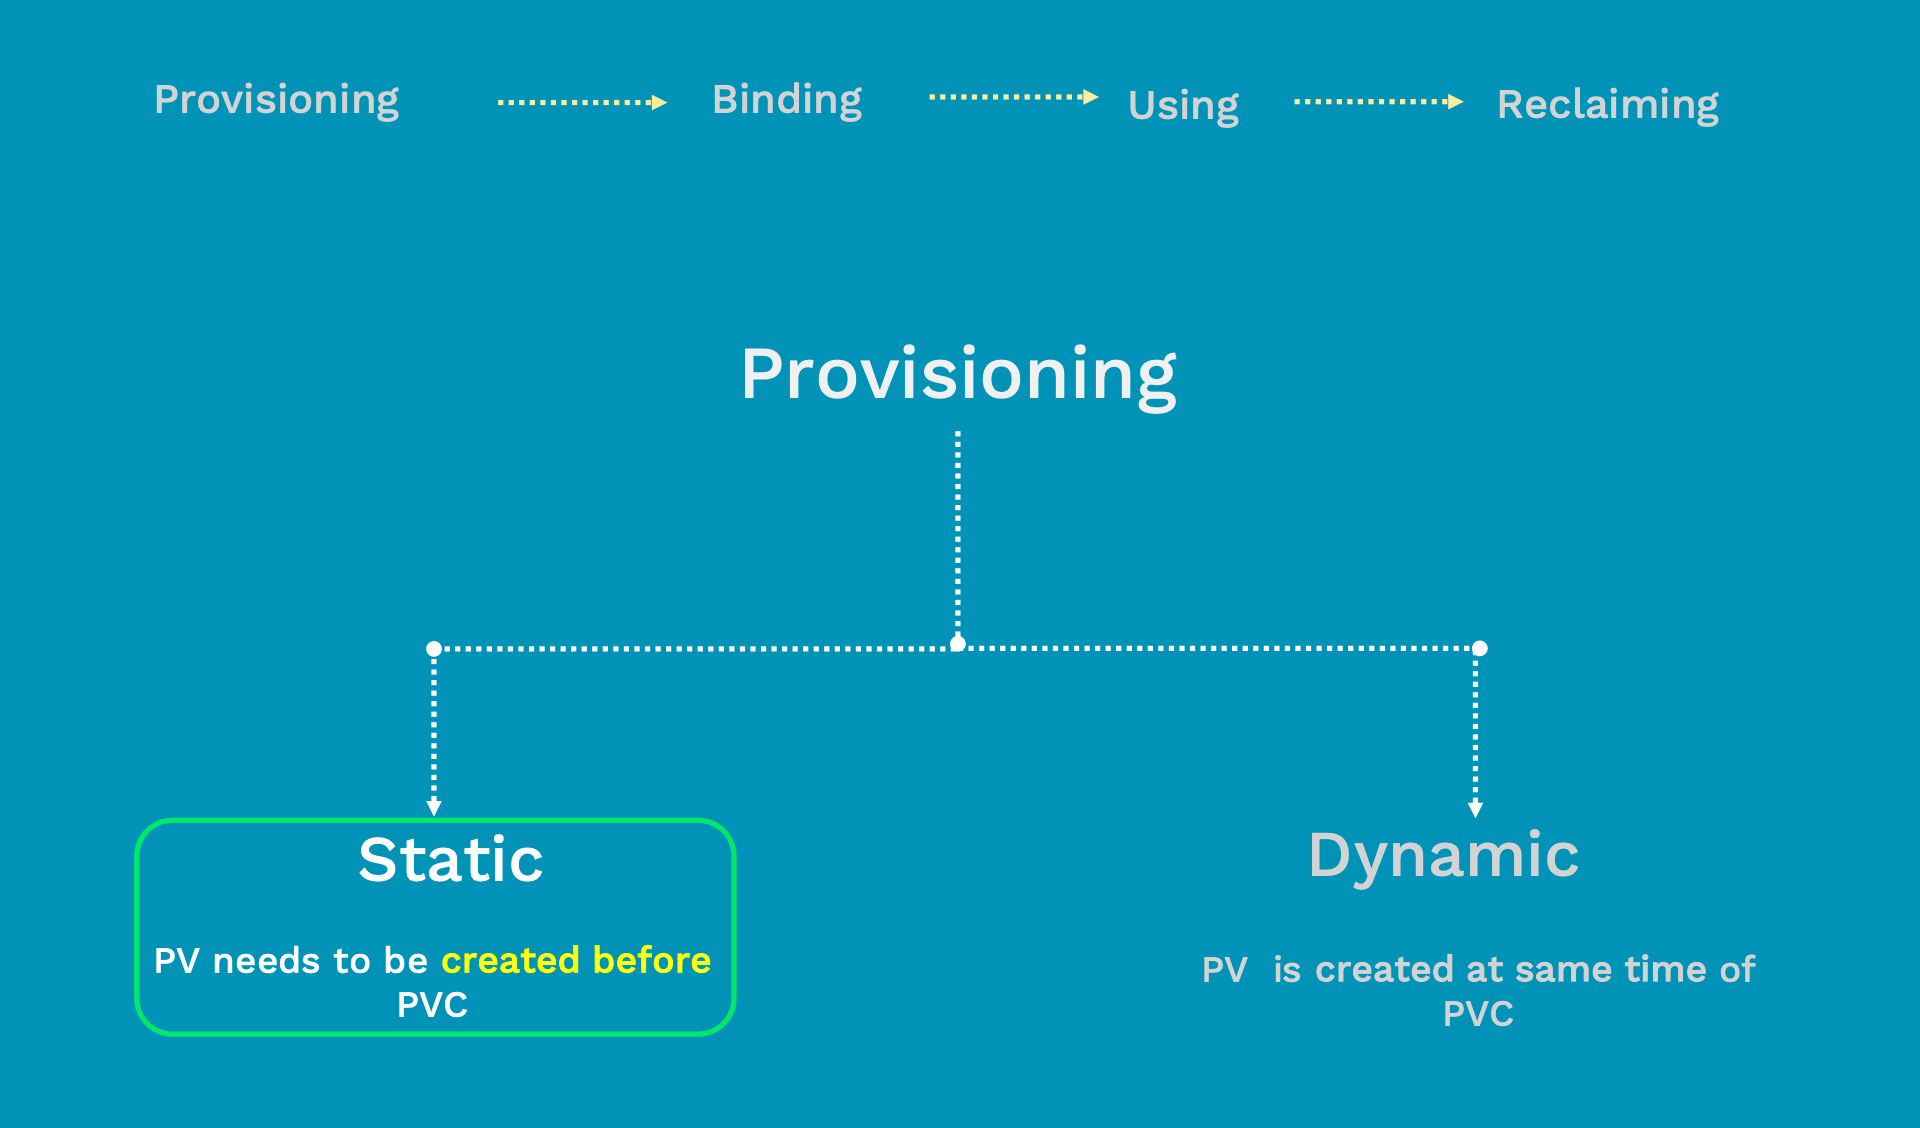 Provisioning
Binding
Using
Reclaiming
Provisioning
Static
PV needs to be created before
PVC
Dynamic
PV is created at same time of
PVC